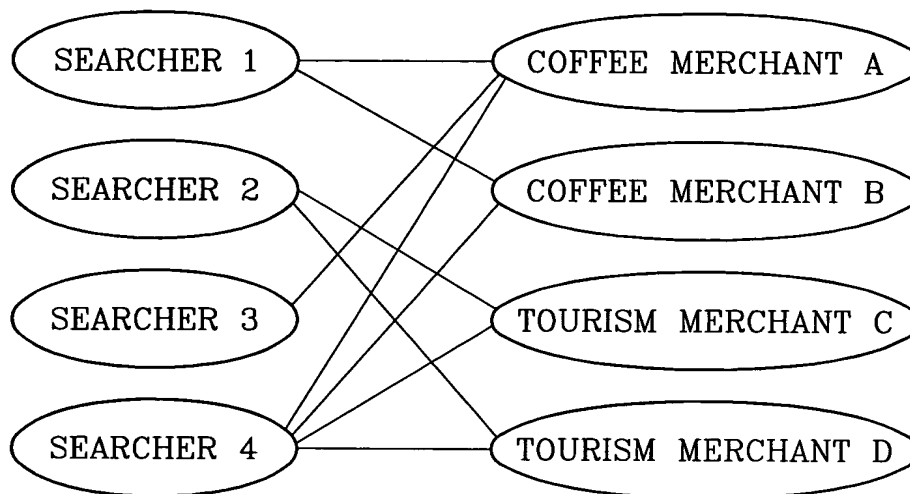 SEARCHER 1
COFFEE MERCHANT A
SEARCHER 2
COFFEE MERCHANT B
SEARCHER 3
TOURISM MERCHANT C
SEARCHER 4
TOURISM MERCHANT D